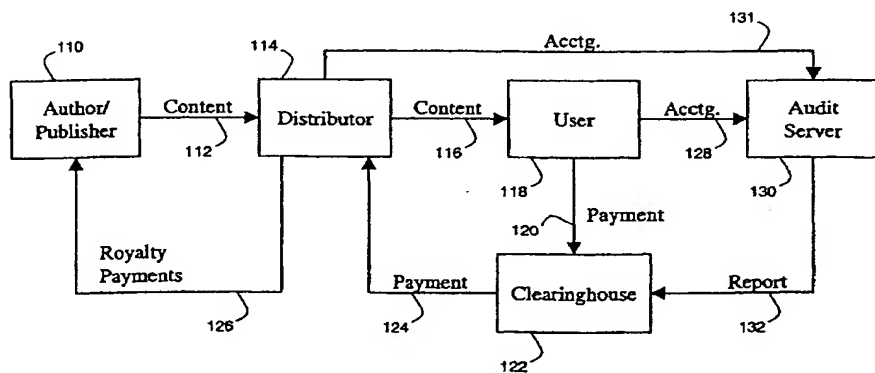 131
110
114
Acctg.
Author/
Publisher
Content
112
Distributor
Content
116
User
118
Acctg.
128
Audit
Server
130
120
Payment
Royalty
Payments
126
Payment
124
Clearinghouse
122
Report
132